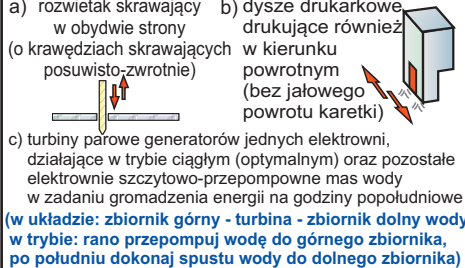 a) rozwiertak skrawający
w obydwie strony
(o krawędziach skrawających
posuwisto-zwrotnie)
b) dysze drukarkowe
drukujące również
w kierunku
powrotnym
(bez jałowego
powrotu karetki)
c) turbiny parowe generatorów jednych elektrowni,
działające w trybie ciągłym (optymalnym) oraz pozostałe
elektrownie szczytowo-przepompowne mas wody
w zadaniu gromadzenia energii na godziny popołudniowe
(w układzie: zbiornik górny - turbina - zbiornik dolny wody
w trybie: rano przepompuj wodę do górnego zbiornika,
po południu dokonaj spustu wody do dolnego zbiornika)